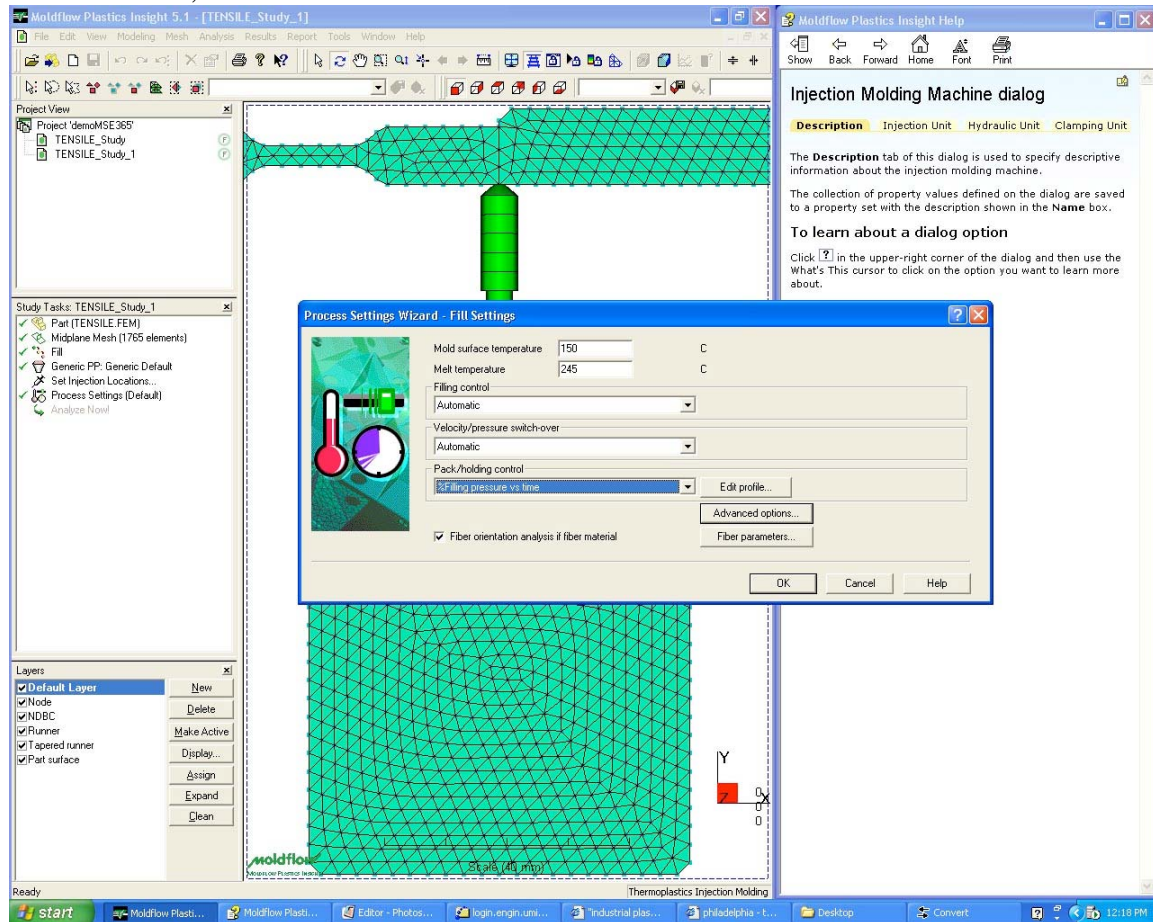 Moldflow Plastics Insight 5.1 - [TENSILE_Study_1]
File Edit View Modeling Mesh Analysis Results Report Tools Window Help
Project View
Project 'demoMSE365'
TENSILE_Study
TENSILE_Study_1
Study Tasks: TENSILE_Study_1
Part (TENSILE.FEM)
Midplane Mesh (1765 elements)
Fill
Generic PP: Generic Default
Set Injection Locations...
Process Settings (Default)
Analyze Now!
Layers
Default Layer
Node
NDBC
Runner
Tapered runner
Part surface
New
Delete
Make Active
Display...
Assign
Expand
Clean
Process Settings Wizard - Fill Settings
Mold surface temperature 150 C
Melt temperature 245 C
Filling control
Automatic
Velocity/pressure switch-over
Automatic
Pack/holding control
%Filling pressure vs time Edit profile...
Advanced options...
Fiber orientation analysis if fiber material Fiber parameters...
OK Cancel Help
Y
Z X
0
0
0
Scale (40 mm)
moldflow
MOLDFLOW PLASTICS INSIGHT
Ready
Thermoplastics Injection Molding
Moldflow Plastics Insight Help
Show Back Forward Home Font Print
Injection Molding Machine dialog
Description Injection Unit Hydraulic Unit Clamping Unit
The Description tab of this dialog is used to specify descriptive
information about the injection molding machine.
The collection of property values defined on the dialog are saved
to a property set with the description shown in the Name box.
To learn about a dialog option
Click ? in the upper-right corner of the dialog and then use the
What's This cursor to click on the option you want to learn more
about.
start Moldflow Plasti... Moldflow Plasti... Editor - Photos... login.engin.umi... "industrial plas... philadelphia - t... Desktop Convert 12:18 PM